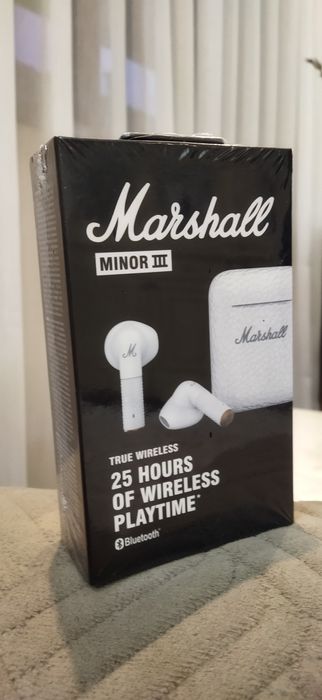 Marshall
MINOR III
Marshall
M
TRUE WIRELESS
25 HOURS
OF WIRELESS
PLAYTIME*
Bluetooth